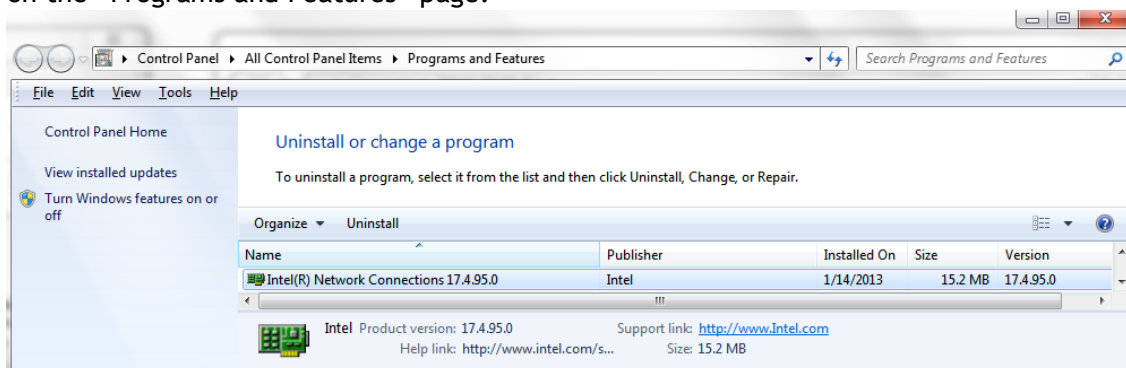 on the "Programs and Features" page.
Control Panel ▸ All Control Panel Items ▸ Programs and Features
Search Programs and Features
File Edit View Tools Help
Control Panel Home
View installed updates
Turn Windows features on or
off
Uninstall or change a program
To uninstall a program, select it from the list and then click Uninstall, Change, or Repair.
Organize Uninstall
Name Publisher Installed On Size Version
Intel(R) Network Connections 17.4.95.0 Intel 1/14/2013 15.2 MB 17.4.95.0
Intel Product version: 17.4.95.0 Support link: http://www.Intel.com
Help link: http://www.intel.com/s... Size: 15.2 MB